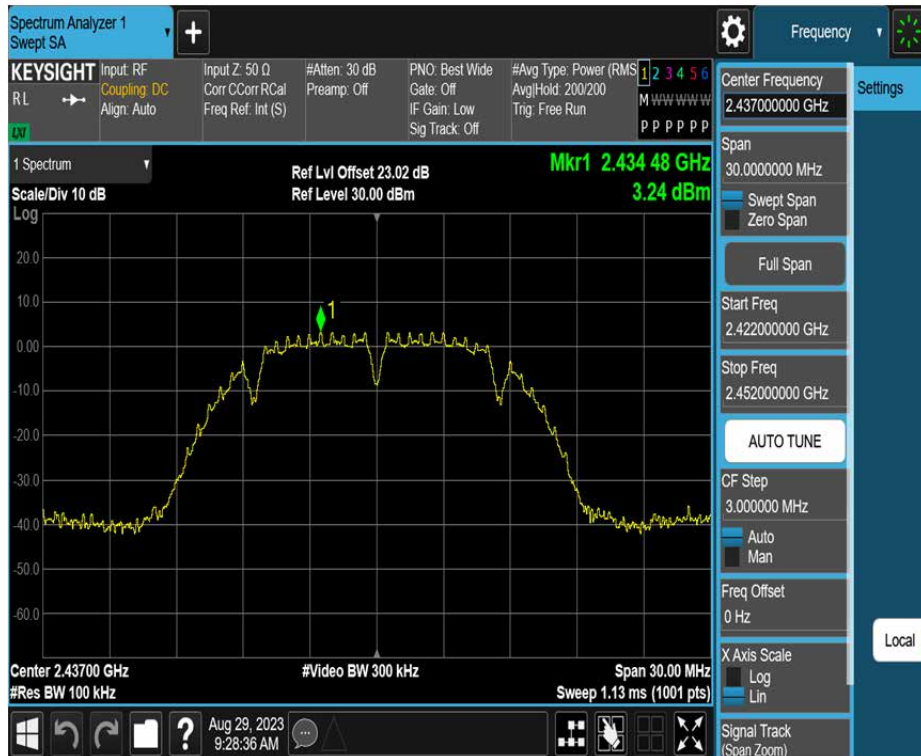 Spectrum Analyzer 1
Swept SA
+
Frequency
KEYSIGHT
R L
LXI
Input: RF
Coupling: DC
Align: Auto
Input Z: 50 Ω
Corr CCorr RCal
Freq Ref: Int (S)
#Atten: 30 dB
Preamp: Off
PNO: Best Wide
Gate: Off
IF Gain: Low
Sig Track: Off
#Avg Type: Power (RMS
Avg|Hold: 200/200
Trig: Free Run
1 2 3 4 5 6
M W W W W W
P P P P P P
1 Spectrum
Scale/Div 10 dB
Log
Ref Lvl Offset 23.02 dB
Ref Level 30.00 dBm
Mkr1 2.434 48 GHz
3.24 dBm
20.0
10.0
0.00
-10.0
-20.0
-30.0
-40.0
-50.0
-60.0
1
Center 2.43700 GHz
#Res BW 100 kHz
#Video BW 300 kHz
Span 30.00 MHz
Sweep 1.13 ms (1001 pts)
Aug 29, 2023
9:28:36 AM
?
Center Frequency
2.437000000 GHz
Span
30.0000000 MHz
Swept Span
Zero Span
Full Span
Start Freq
2.422000000 GHz
Stop Freq
2.452000000 GHz
AUTO TUNE
CF Step
3.000000 MHz
Auto
Man
Freq Offset
0 Hz
X Axis Scale
Log
Lin
Signal Track
(Span Zoom)
Settings
Local